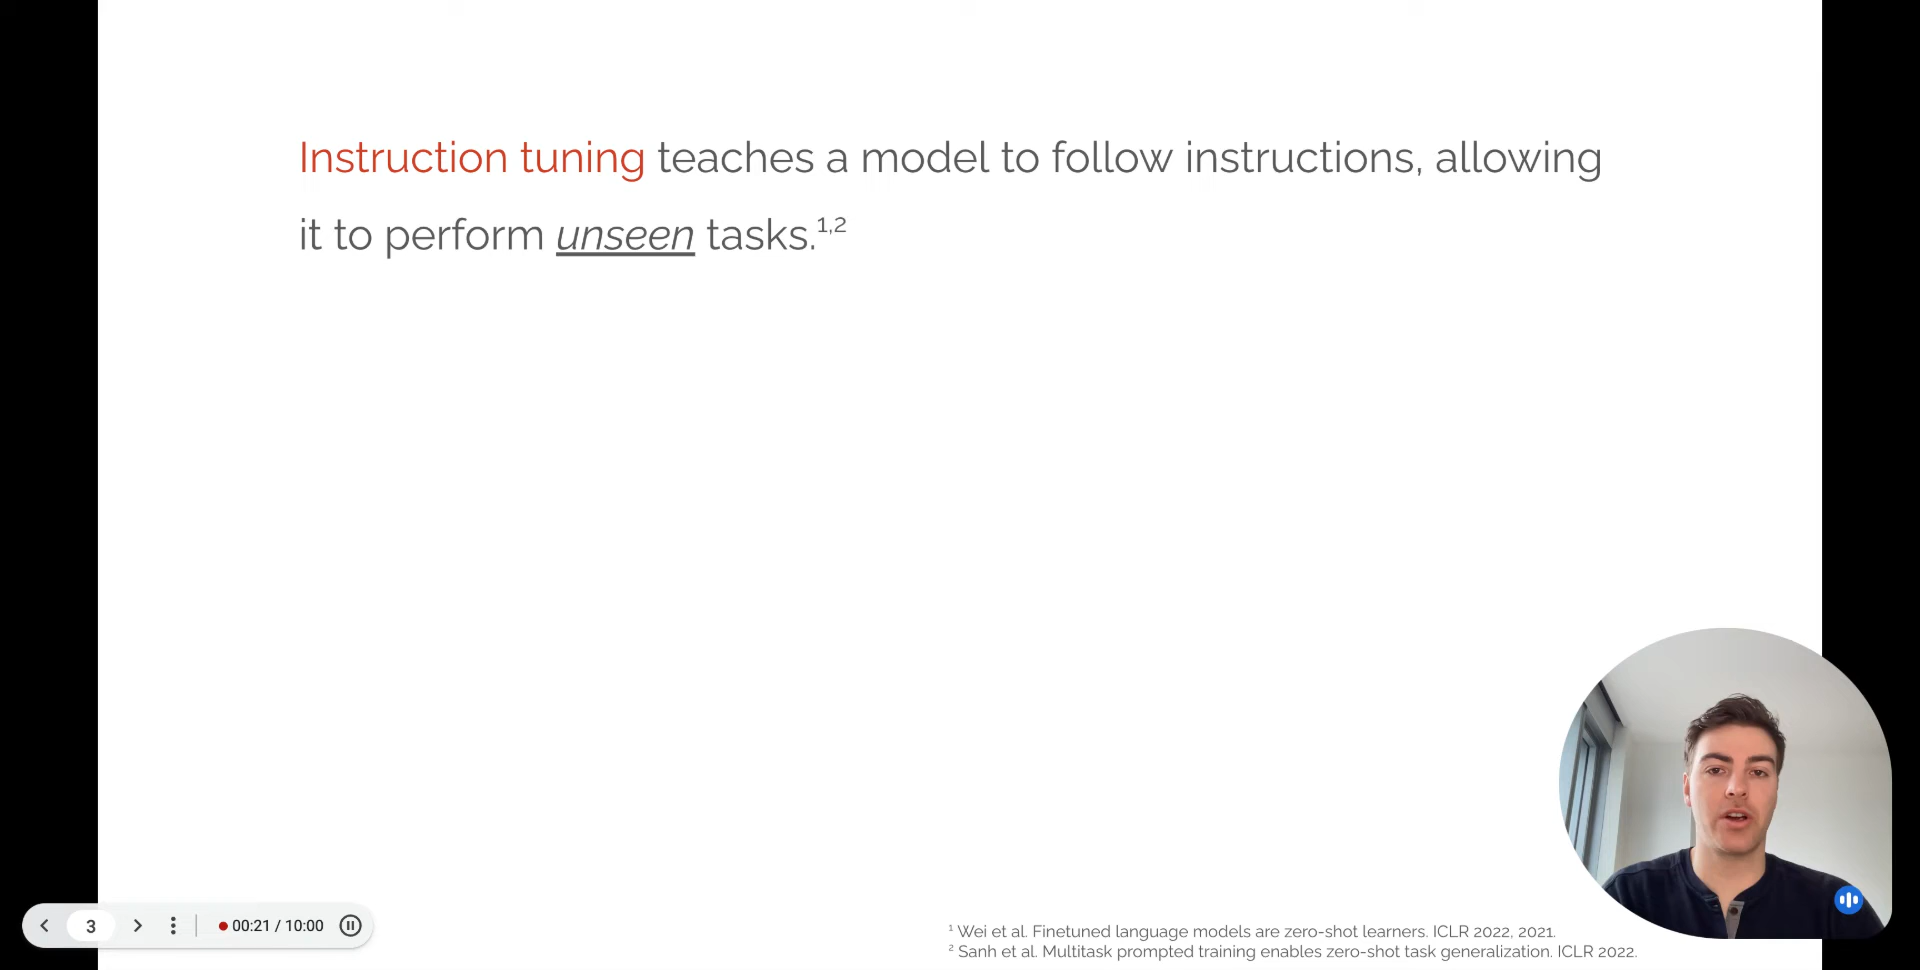 Instruction tuning teaches a model to follow instructions, allowing
it to perform unseen tasks.1,2
3
00:21 / 10:00
1 Wei et al. Finetuned language models are zero-shot learners. ICLR 2022, 2021.
2 Sanh et al. Multitask prompted training enables zero-shot task generalization. ICLR 2022.